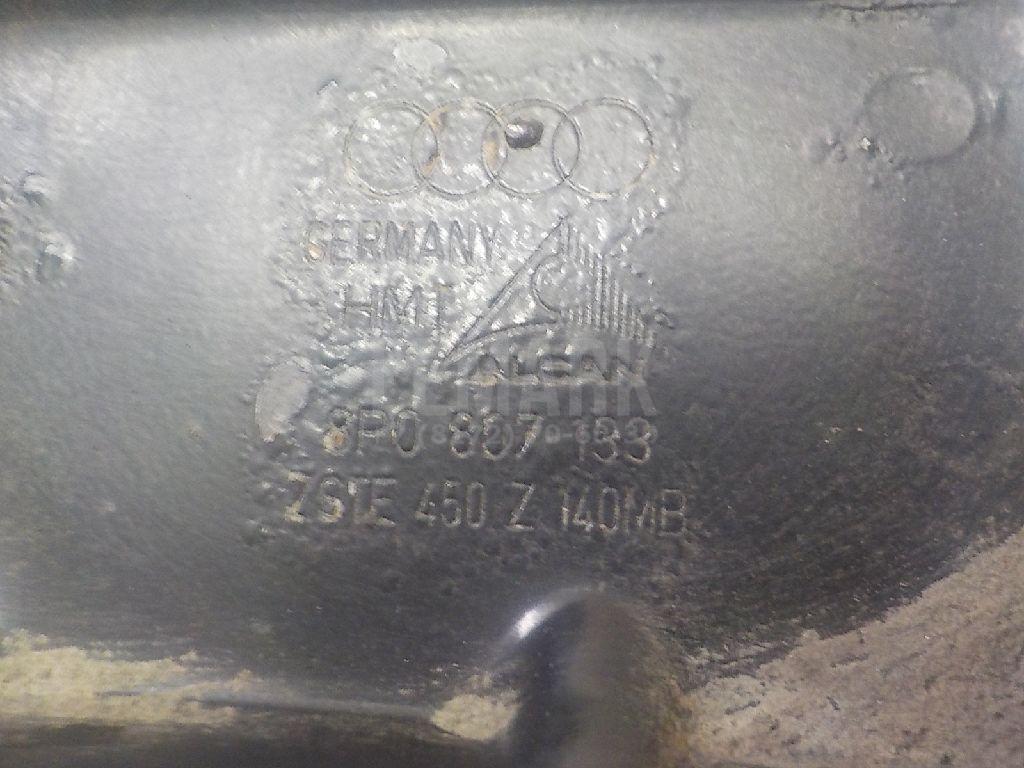 GERMANY
HMT
ALCAN
8P0 807 133
ZSTE 450 Z 140MB